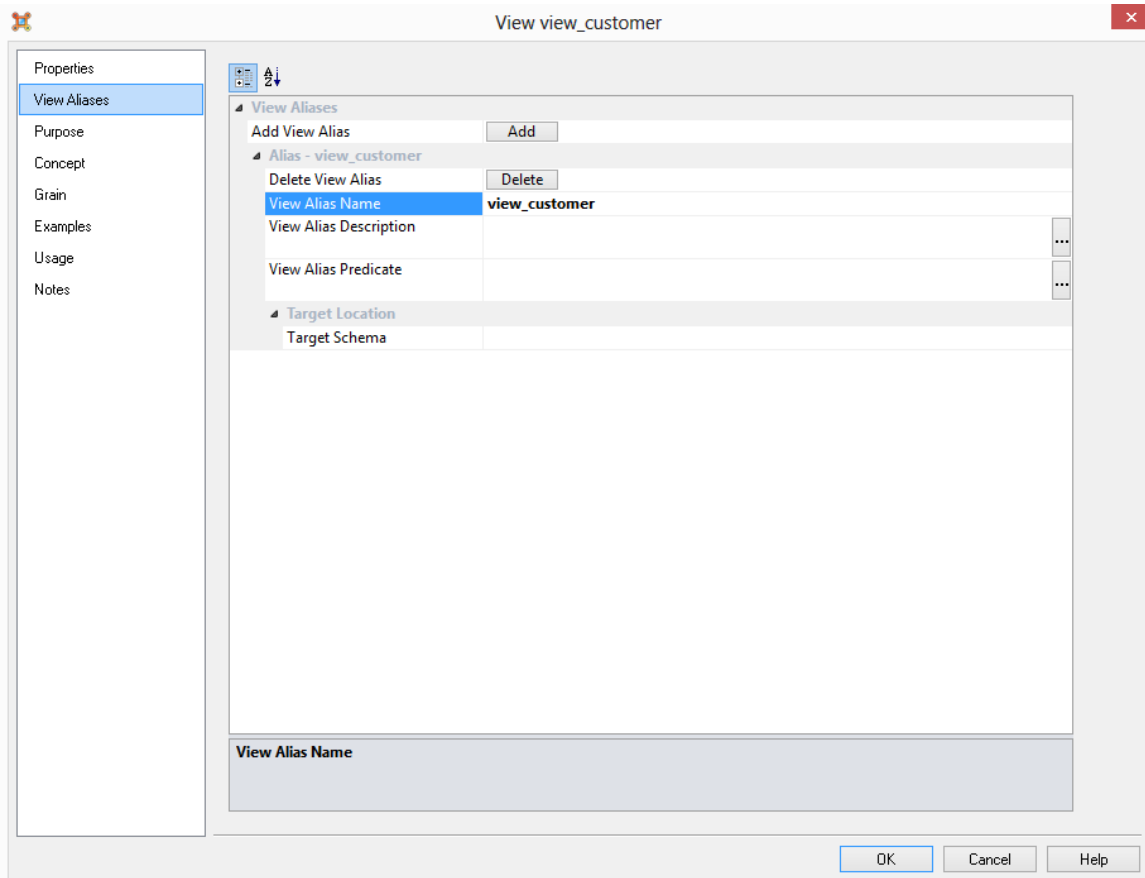 View view_customer
Properties
View Aliases
Purpose
Concept
Grain
Examples
Usage
Notes
View Aliases
Add View Alias Add
Alias - view_customer
Delete View Alias Delete
View Alias Name view_customer
View Alias Description ...
View Alias Predicate ...
Target Location
Target Schema
View Alias Name
OK Cancel Help